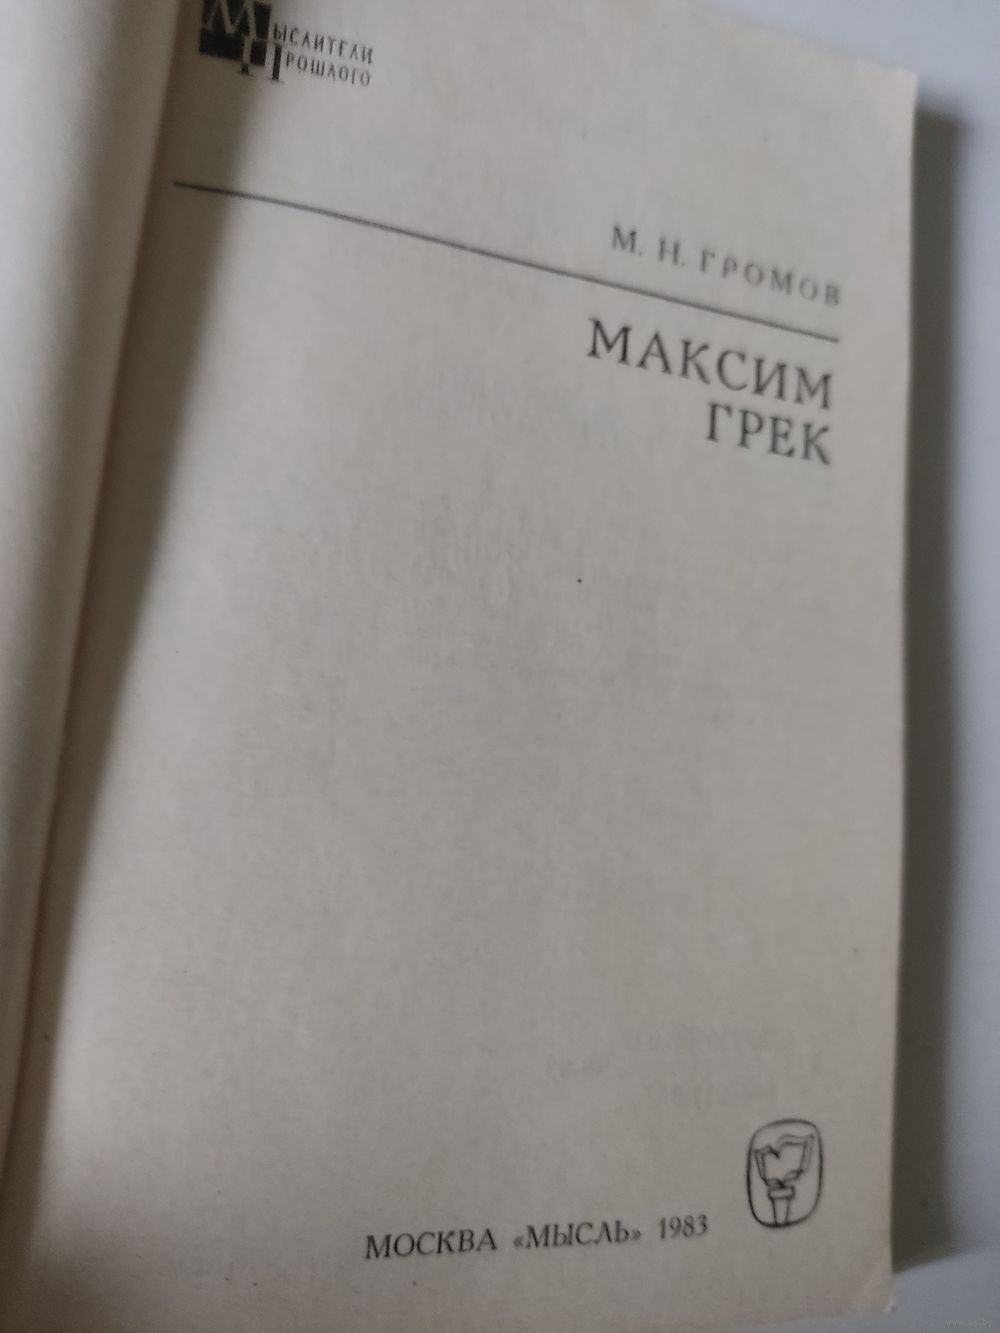 МЫСЛИТЕЛИ
ПРОШЛОГО
М. Н. ГРОМОВ
МАКСИМ
ГРЕК
МОСКВА «МЫСЛЬ» 1983